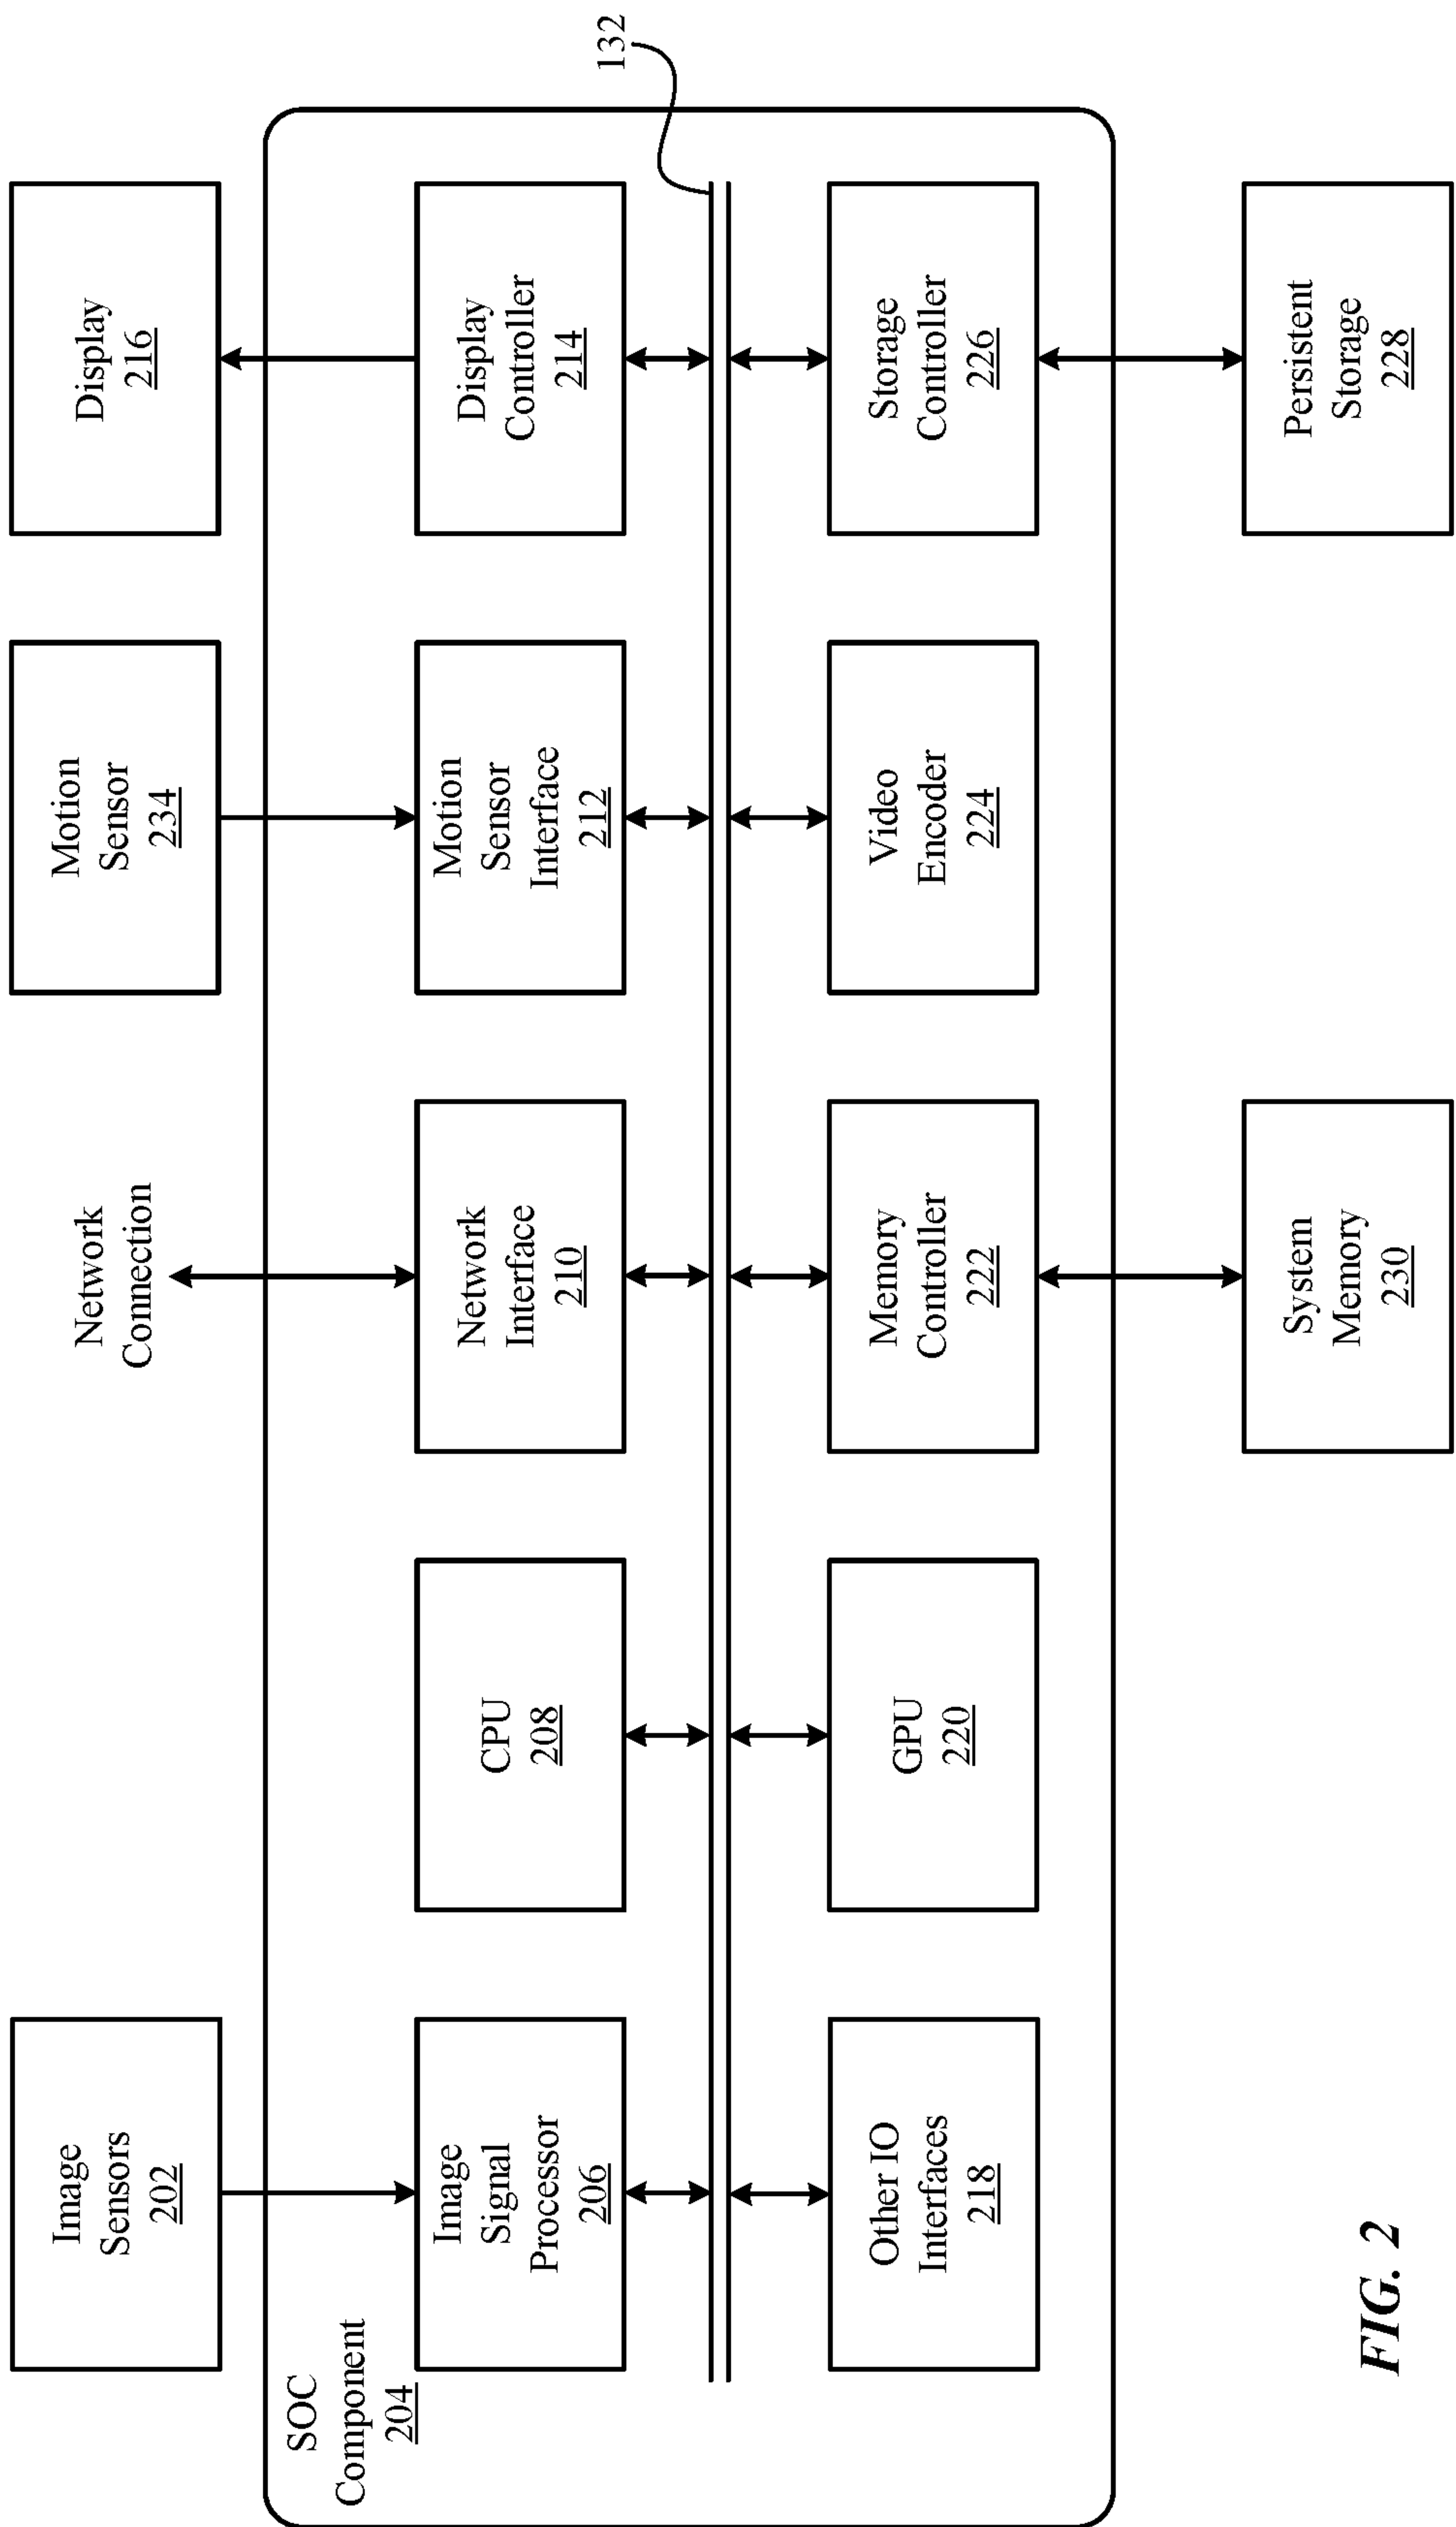 Image
Sensors
202
Network
Connection
Motion
Sensor
234
Display
216
SOC
Component
204
Image
Signal
Processor
206
CPU
208
Network
Interface
210
Motion
Sensor
Interface
212
Display
Controller
214
132
Other IO
Interfaces
218
GPU
220
Memory
Controller
222
Video
Encoder
224
Storage
Controller
226
System
Memory
230
Persistent
Storage
228
FIG. 2